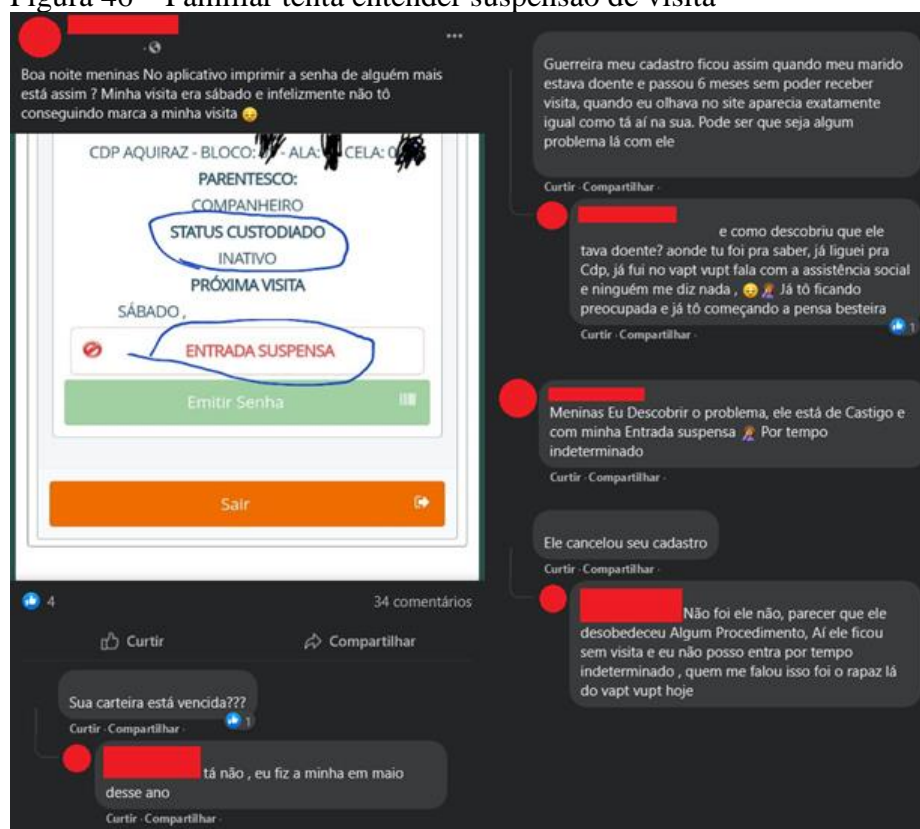 Figura 46 – Familiar tenta entender suspensão de visita
Boa noite meninas No aplicativo imprimir a senha de alguém mais
está assim ? Minha visita era sábado e infelizmente não tô
conseguindo marca a minha visita 😔
CDP AQUIRAZ - BLOCO: - ALA: CELA: 0
PARENTESCO:
COMPANHEIRO
STATUS CUSTODIADO
INATIVO
PRÓXIMA VISITA
SÁBADO ,
ENTRADA SUSPENSA
Emitir Senha
Sair
4
34 comentários
Curtir
Compartilhar
Sua carteira está vencida???
1
Curtir · Compartilhar ·
tá não , eu fiz a minha em maio
desse ano
Curtir · Compartilhar ·
Guerreira meu cadastro ficou assim quando meu marido
estava doente e passou 6 meses sem poder receber
visita, quando eu olhava no site aparecia exatamente
igual como tá aí na sua. Pode ser que seja algum
problema lá com ele
Curtir · Compartilhar ·
e como descobriu que ele
tava doente? aonde tu foi pra saber, já liguei pra
Cdp, já fui no vapt vupt fala com a assistência social
e ninguém me diz nada , 😔🤦 Já tô ficando
preocupada e já tô começando a pensa besteira
1
Curtir · Compartilhar ·
Meninas Eu Descobrir o problema, ele está de Castigo e
com minha Entrada suspensa 🤦 Por tempo
indeterminado
Curtir · Compartilhar ·
Ele cancelou seu cadastro
Curtir · Compartilhar ·
Não foi ele não, parecer que ele
desobedeceu Algum Procedimento, Aí ele ficou
sem visita e eu não posso entra por tempo
indeterminado , quem me falou isso foi o rapaz lá
do vapt vupt hoje